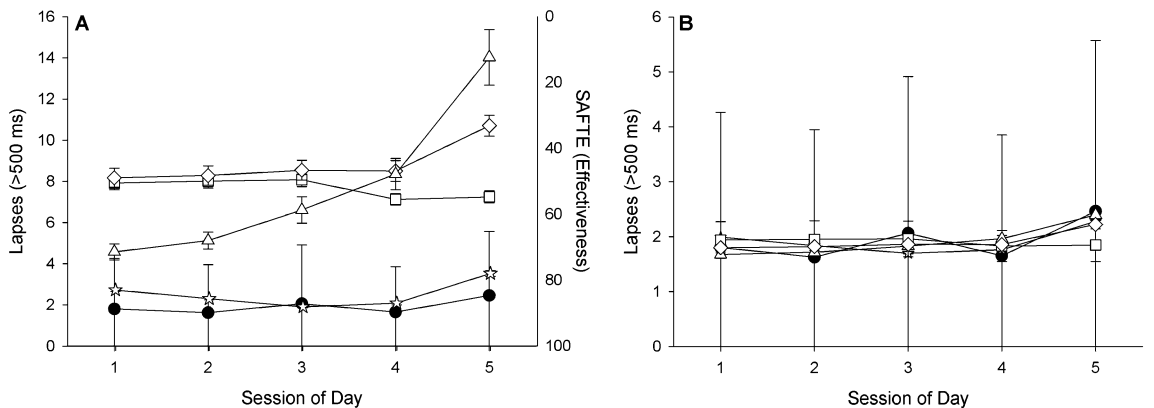 A
16
14
12
10
8
6
4
2
0
Lapses (>500 ms)
0
20
40
60
80
100
SAFTE (Effectiveness)
1 2 3 4 5
Session of Day
B
6
5
4
3
2
1
0
Lapses (>500 ms)
1 2 3 4 5
Session of Day